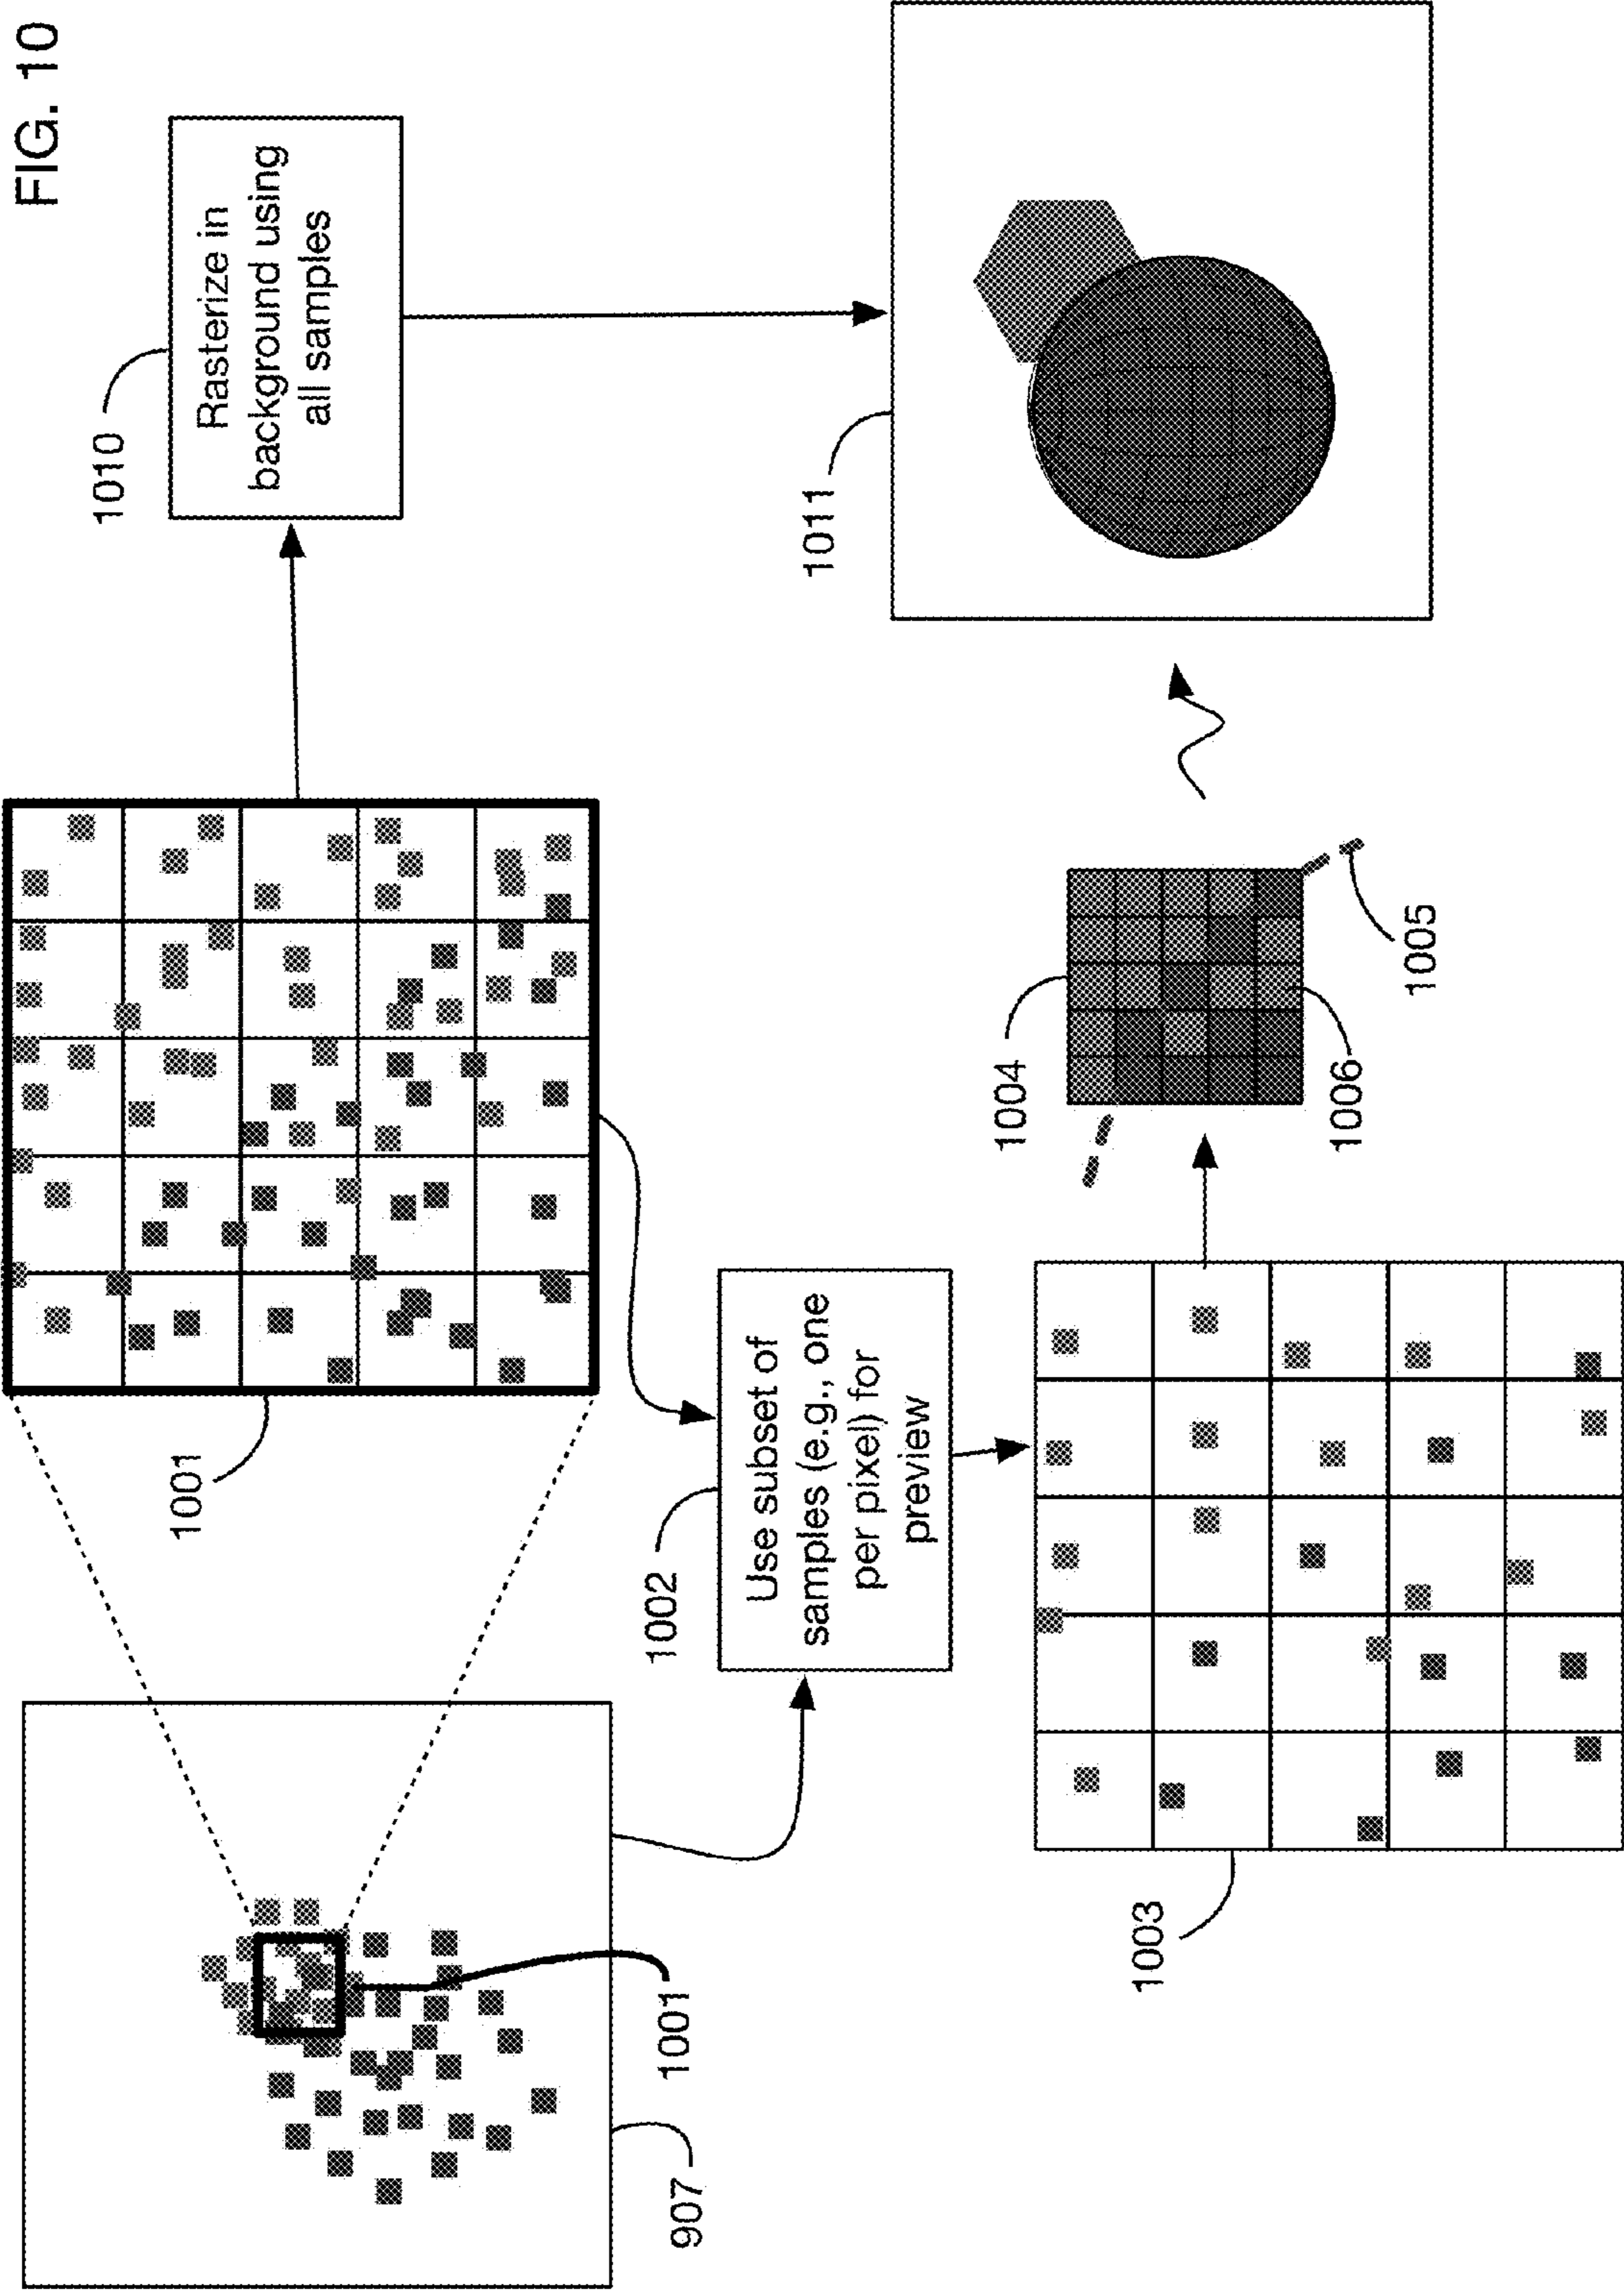 FIG. 10
907
1001
1001
1002
Use subset of
samples (e.g., one
per pixel) for
preview
1003
1004
1005
1006
1010
Rasterize in
background using
all samples
1011